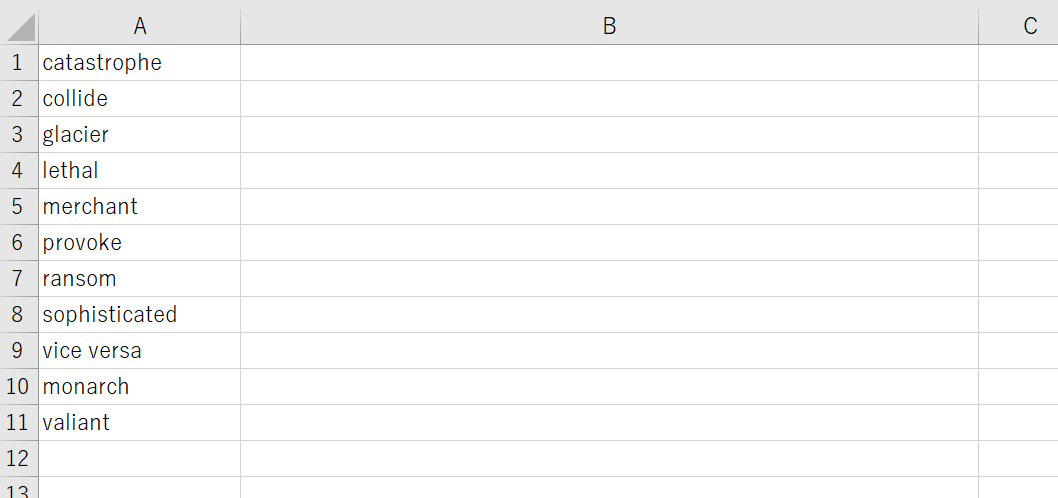 A B C
1 catastrophe
2 collide
3 glacier
4 lethal
5 merchant
6 provoke
7 ransom
8 sophisticated
9 vice versa
10 monarch
11 valiant
12
13